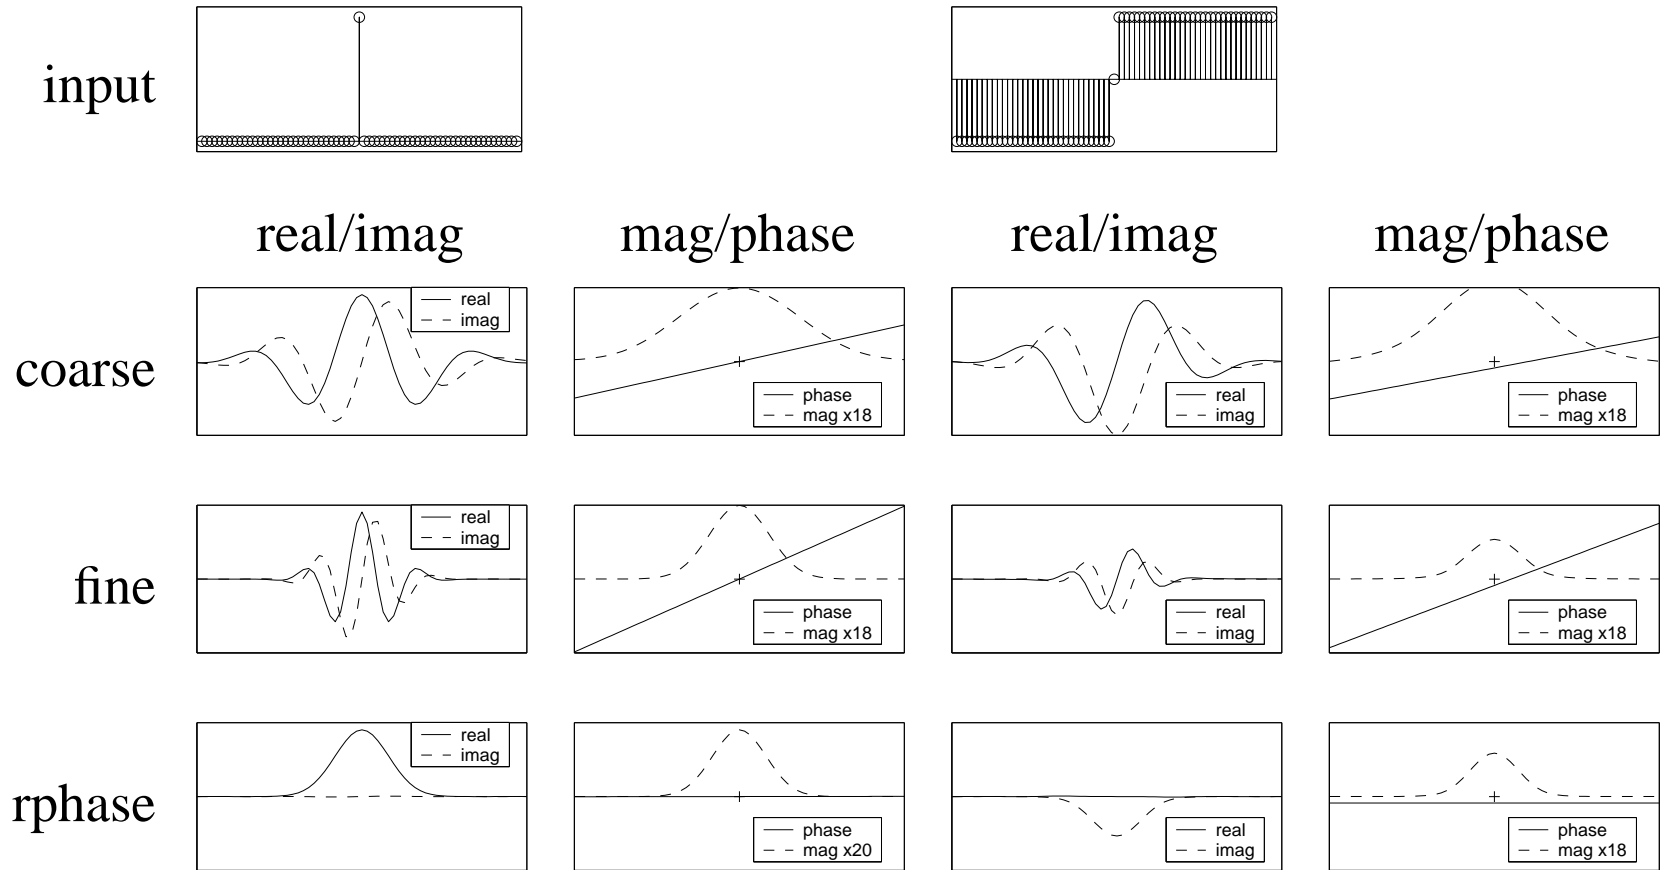 input
real/imag mag/phase real/imag mag/phase
coarse
real
imag
phase
mag x18
real
imag
phase
mag x18
fine
real
imag
phase
mag x18
real
imag
phase
mag x18
rphase
real
imag
phase
mag x20
real
imag
phase
mag x18